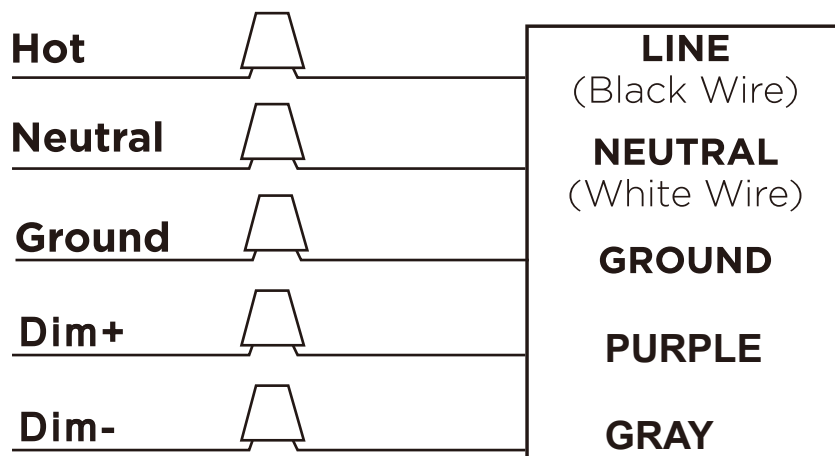 Hot
LINE
(Black Wire)
Neutral
NEUTRAL
(White Wire)
Ground
GROUND
Dim+
PURPLE
Dim-
GRAY